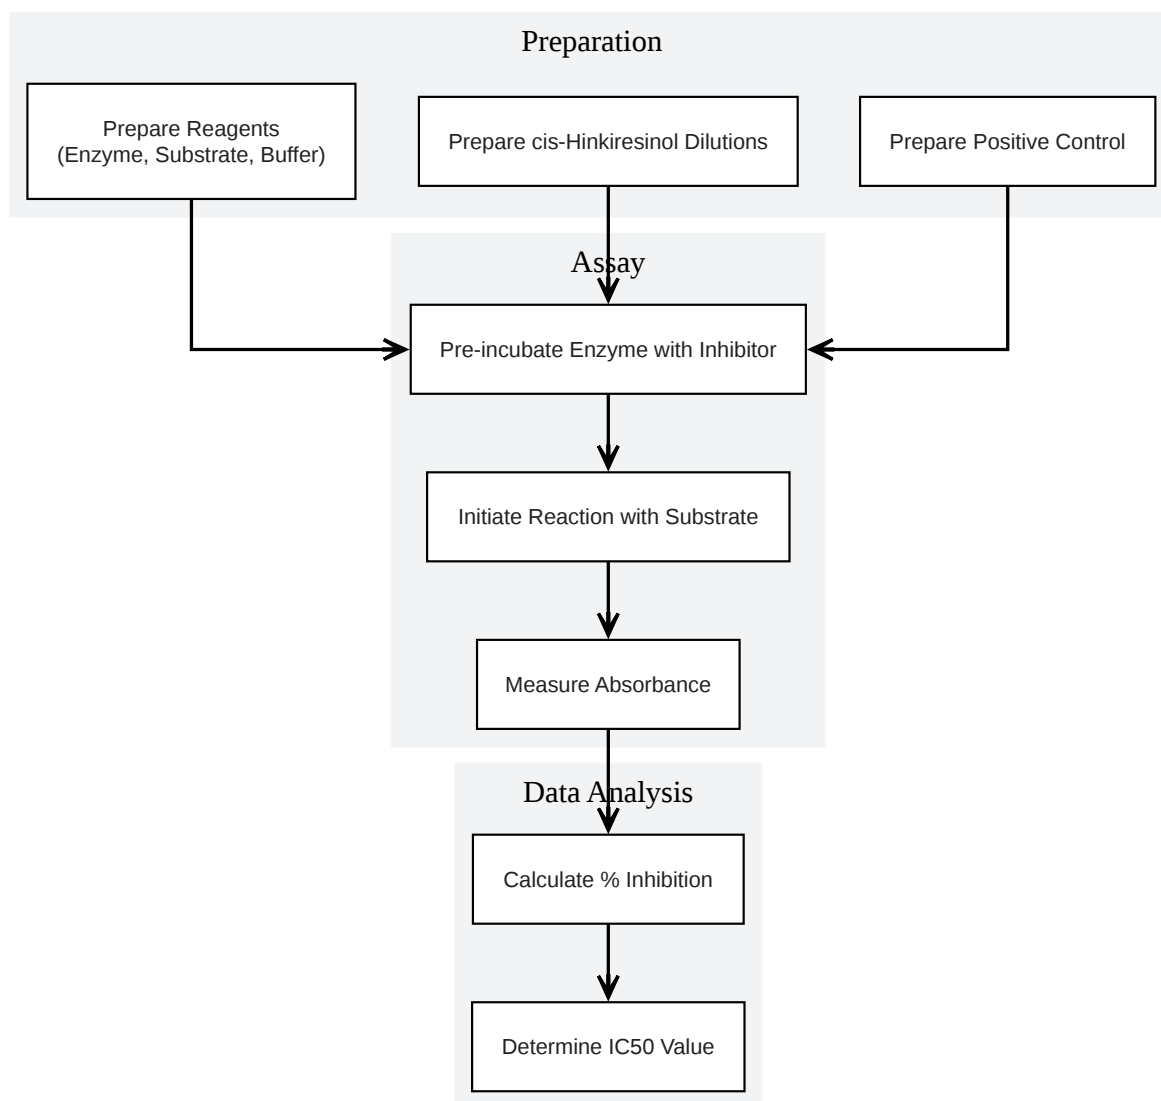 Preparation
Prepare Reagents
(Enzyme, Substrate, Buffer)
Prepare cis-Hinkiresinol Dilutions
Prepare Positive Control
Assay
Pre-incubate Enzyme with Inhibitor
Initiate Reaction with Substrate
Measure Absorbance
Data Analysis
Calculate % Inhibition
Determine IC50 Value